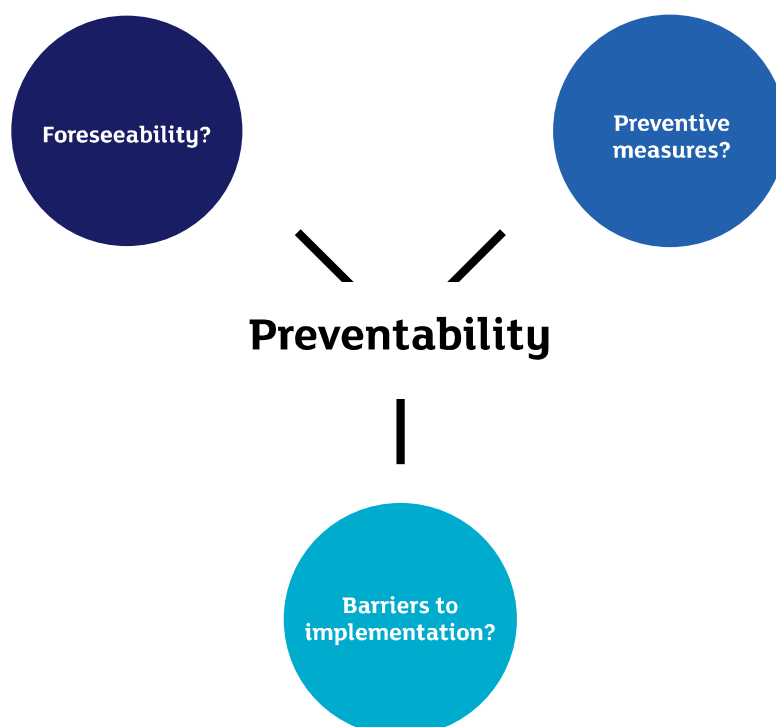 Foreseeability?
Preventive
measures?
Preventability
Barriers to
implementation?